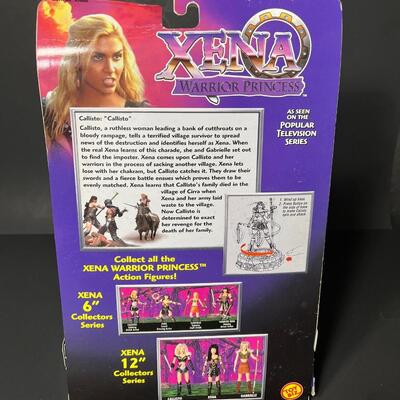 XENA
WARRIOR PRINCESS
AS SEEN
ON THE
POPULAR
TELEVISION
SERIES
Callisto: "Callisto"
Callisto, a ruthless woman leading a bank of cutthroats on a
bloody rampage, tells a terrified village survivor to spread
news of the destruction and identifies herself as Xena. When
the real Xena learns of this charade, she and Gabrielle set
out to find the imposter. Xena comes upon Callisto and her
warriors in the process of sacking another village. Xena lets
lose with her chakram, but Callisto catches it. They draw their
swords and a fierce battle ensues which proves them to be
evenly matched. Xena learns that Callisto's family died in the
village of Cirra when
Xena and her army laid
waste to the village.
Now Callisto is
determined to exact
her revenge for the
death of her family.
Collect all the
XENA WARRIOR PRINCESS™
Action Figures!
XENA
6"
Collectors
Series
XENA
12"
Collectors
Series
CALLISTO
XENA
GABRIELLE
TOY BIZ